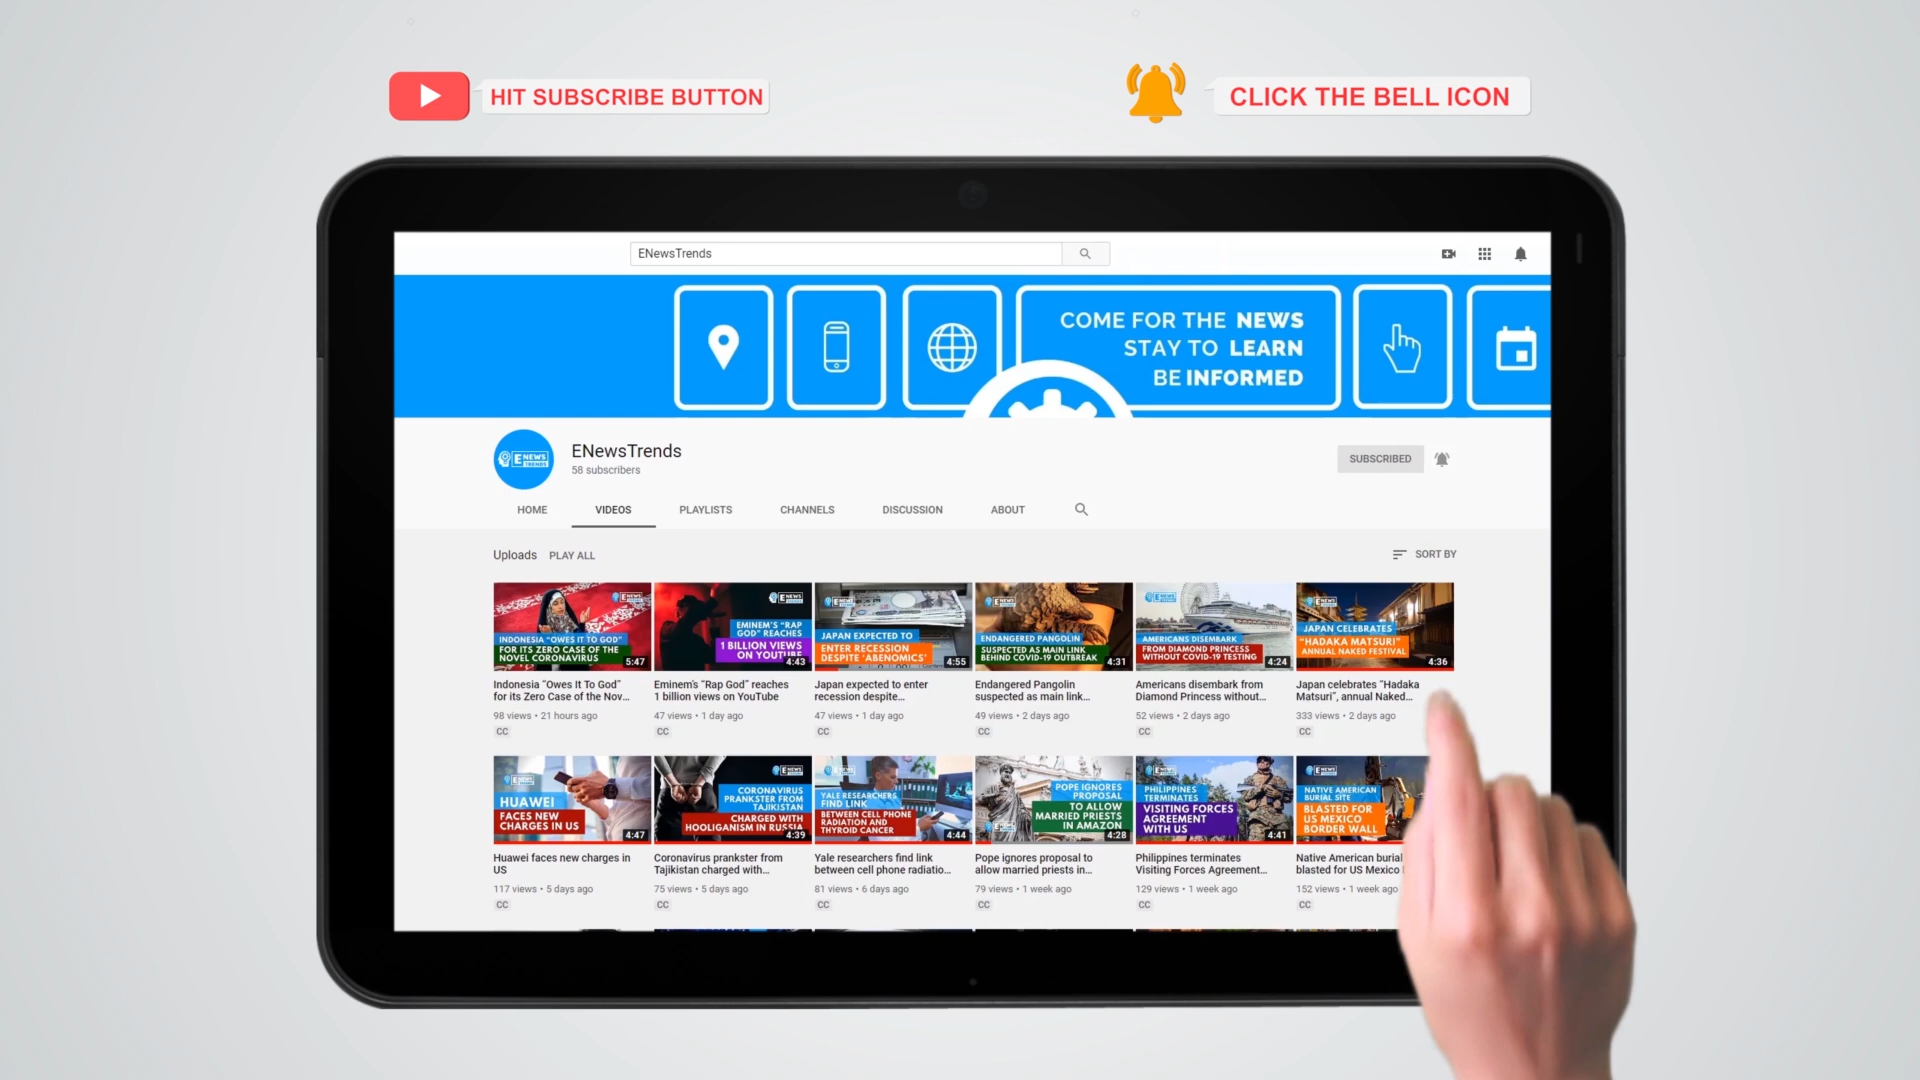 HIT SUBSCRIBE BUTTON
CLICK THE BELL ICON
ENewsTrends
COME FOR THE NEWS
STAY TO LEARN
BE INFORMED
E NEWS
TRENDS
ENewsTrends
58 subscribers
SUBSCRIBED
HOME VIDEOS PLAYLISTS CHANNELS DISCUSSION ABOUT
Uploads PLAY ALL
SORT BY
INDONESIA "OWES IT TO GOD"
FOR ITS ZERO CASE OF THE
NOVEL CORONAVIRUS
5:47
Indonesia "Owes It To God"
for its Zero Case of the Nov...
98 views • 21 hours ago
CC
EMINEM'S "RAP
GOD" REACHES
1 BILLION VIEWS
ON YOUTUBE
4:43
Eminem's "Rap God" reaches
1 billion views on YouTube
47 views • 1 day ago
CC
JAPAN EXPECTED TO
ENTER RECESSION
DESPITE 'ABENOMICS'
4:55
Japan expected to enter
recession despite...
47 views • 1 day ago
CC
ENDANGERED PANGOLIN
SUSPECTED AS MAIN LINK
BEHIND COVID-19 OUTBREAK
4:31
Endangered Pangolin
suspected as main link...
49 views • 2 days ago
CC
AMERICANS DISEMBARK
FROM DIAMOND PRINCESS
WITHOUT COVID-19 TESTING
4:24
Americans disembark from
Diamond Princess without...
52 views • 2 days ago
CC
JAPAN CELEBRATES
"HADAKA MATSURI"
ANNUAL NAKED FESTIVAL
4:36
Japan celebrates "Hadaka
Matsuri", annual Naked...
333 views • 2 days ago
CC
HUAWEI
FACES NEW
CHARGES IN US
4:47
Huawei faces new charges in
US
117 views • 5 days ago
CC
CORONAVIRUS
PRANKSTER FROM
TAJIKISTAN
CHARGED WITH
HOOLIGANISM IN RUSSIA
4:39
Coronavirus prankster from
Tajikistan charged with...
75 views • 5 days ago
CC
YALE RESEARCHERS
FIND LINK
BETWEEN CELL PHONE
RADIATION AND
THYROID CANCER
4:44
Yale researchers find link
between cell phone radiatio...
81 views • 6 days ago
CC
POPE IGNORES
PROPOSAL
TO ALLOW
MARRIED PRIESTS
IN AMAZON
4:28
Pope ignores proposal to
allow married priests in...
79 views • 1 week ago
CC
PHILIPPINES
TERMINATES
VISITING FORCES
AGREEMENT
WITH US
4:41
Philippines terminates
Visiting Forces Agreement...
129 views • 1 week ago
CC
NATIVE AMERICAN
BURIAL SITE
BLASTED FOR
US MEXICO
BORDER WALL
Native American burial
blasted for US Mexico
152 views • 1 week ago
CC